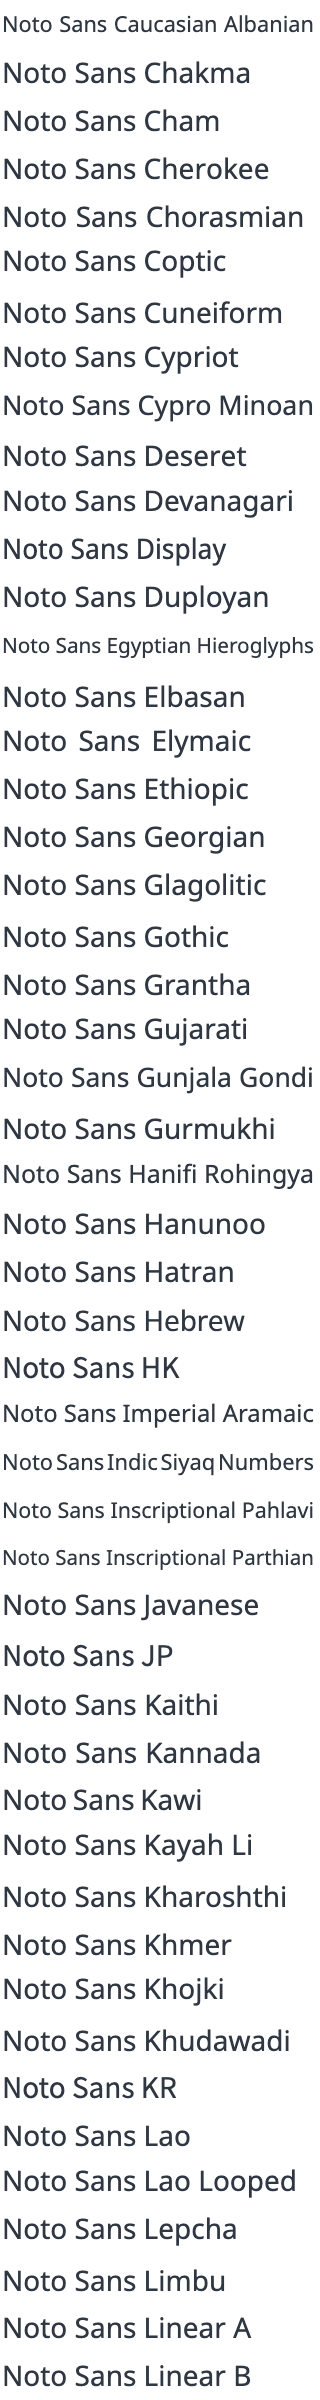 Noto Sans Caucasian Albanian
Noto Sans Chakma
Noto Sans Cham
Noto Sans Cherokee
Noto Sans Chorasmian
Noto Sans Coptic
Noto Sans Cuneiform
Noto Sans Cypriot
Noto Sans Cypro Minoan
Noto Sans Deseret
Noto Sans Devanagari
Noto Sans Display
Noto Sans Duployan
Noto Sans Egyptian Hieroglyphs
Noto Sans Elbasan
Noto Sans Elymaic
Noto Sans Ethiopic
Noto Sans Georgian
Noto Sans Glagolitic
Noto Sans Gothic
Noto Sans Grantha
Noto Sans Gujarati
Noto Sans Gunjala Gondi
Noto Sans Gurmukhi
Noto Sans Hanifi Rohingya
Noto Sans Hanunoo
Noto Sans Hatran
Noto Sans Hebrew
Noto Sans HK
Noto Sans Imperial Aramaic
Noto Sans Indic Siyaq Numbers
Noto Sans Inscriptional Pahlavi
Noto Sans Inscriptional Parthian
Noto Sans Javanese
Noto Sans JP
Noto Sans Kaithi
Noto Sans Kannada
Noto Sans Kawi
Noto Sans Kayah Li
Noto Sans Kharoshthi
Noto Sans Khmer
Noto Sans Khojki
Noto Sans Khudawadi
Noto Sans KR
Noto Sans Lao
Noto Sans Lao Looped
Noto Sans Lepcha
Noto Sans Limbu
Noto Sans Linear A
Noto Sans Linear B